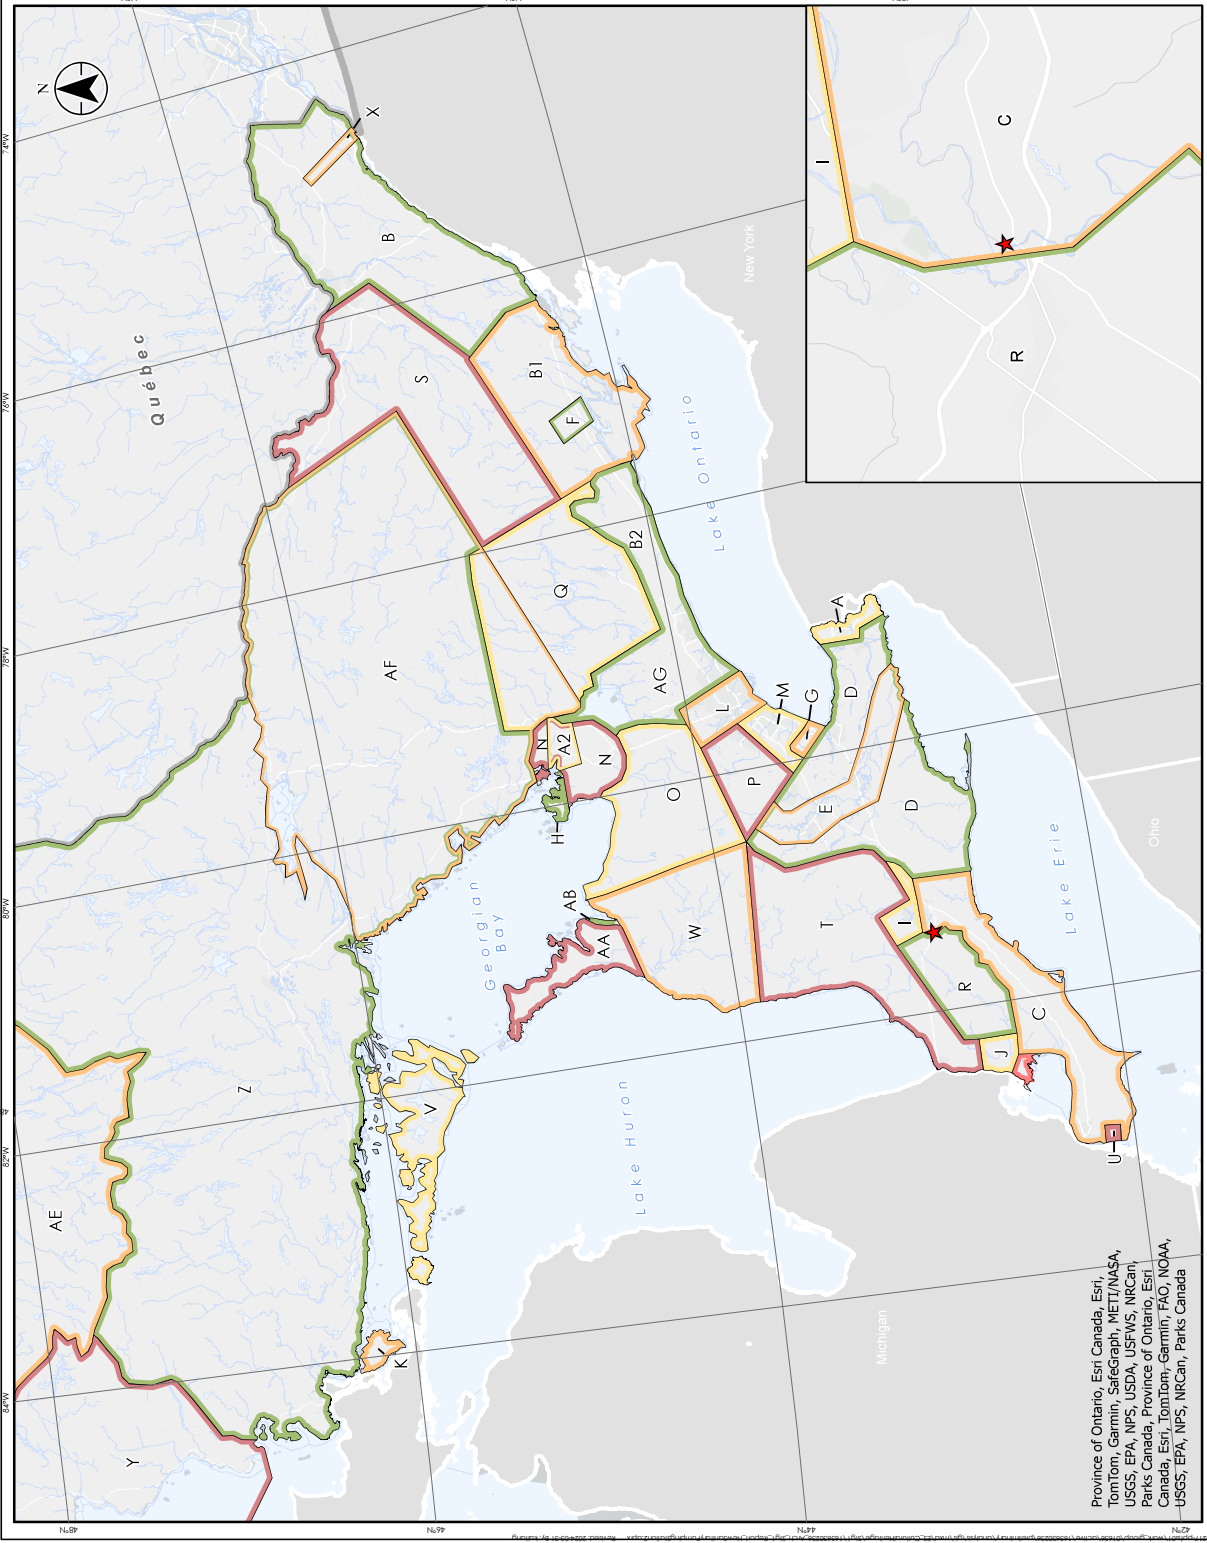 N
74°W
76°W
78°W
80°W
82°W
84°W
48°N
46°N
44°N
42°N
Québec
New York
Michigan
Ohio
Lake Ontario
Lake Erie
Lake Huron
Georgian
Bay
X
B
S
B1
F
AF
Q
B2
AG
A
N
A2
N
L
M
G
D
H
O
P
E
D
AB
AA
W
T
I
R
C
J
Z
V
U
AE
K
Y
I
C
R
Province of Ontario, Esri Canada, Esri,
TomTom, Garmin, SafeGraph, METI/NASA,
USGS, EPA, NPS, USDA, USFWS, NRCan,
Parks Canada, Province of Ontario, Esri
Canada, Esri, TomTom, Garmin, FAO, NOAA,
USGS, EPA, NPS, NRCan, Parks Canada